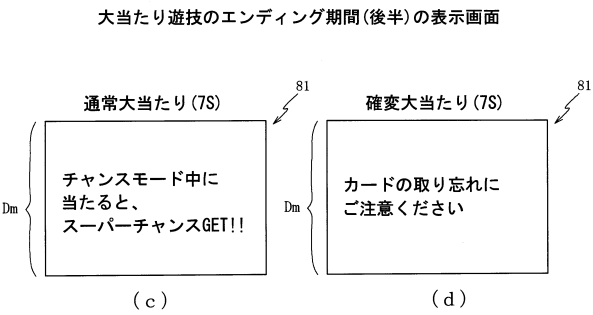 大当たり遊技のエンディング期間(後半)の表示画面
通常大当たり(7S)
81
Dm
チャンスモード中に
当たると、
スーパーチャンスGET!!
(c)
確変大当たり(7S)
81
Dm
カードの取り忘れに
ご注意ください
(d)